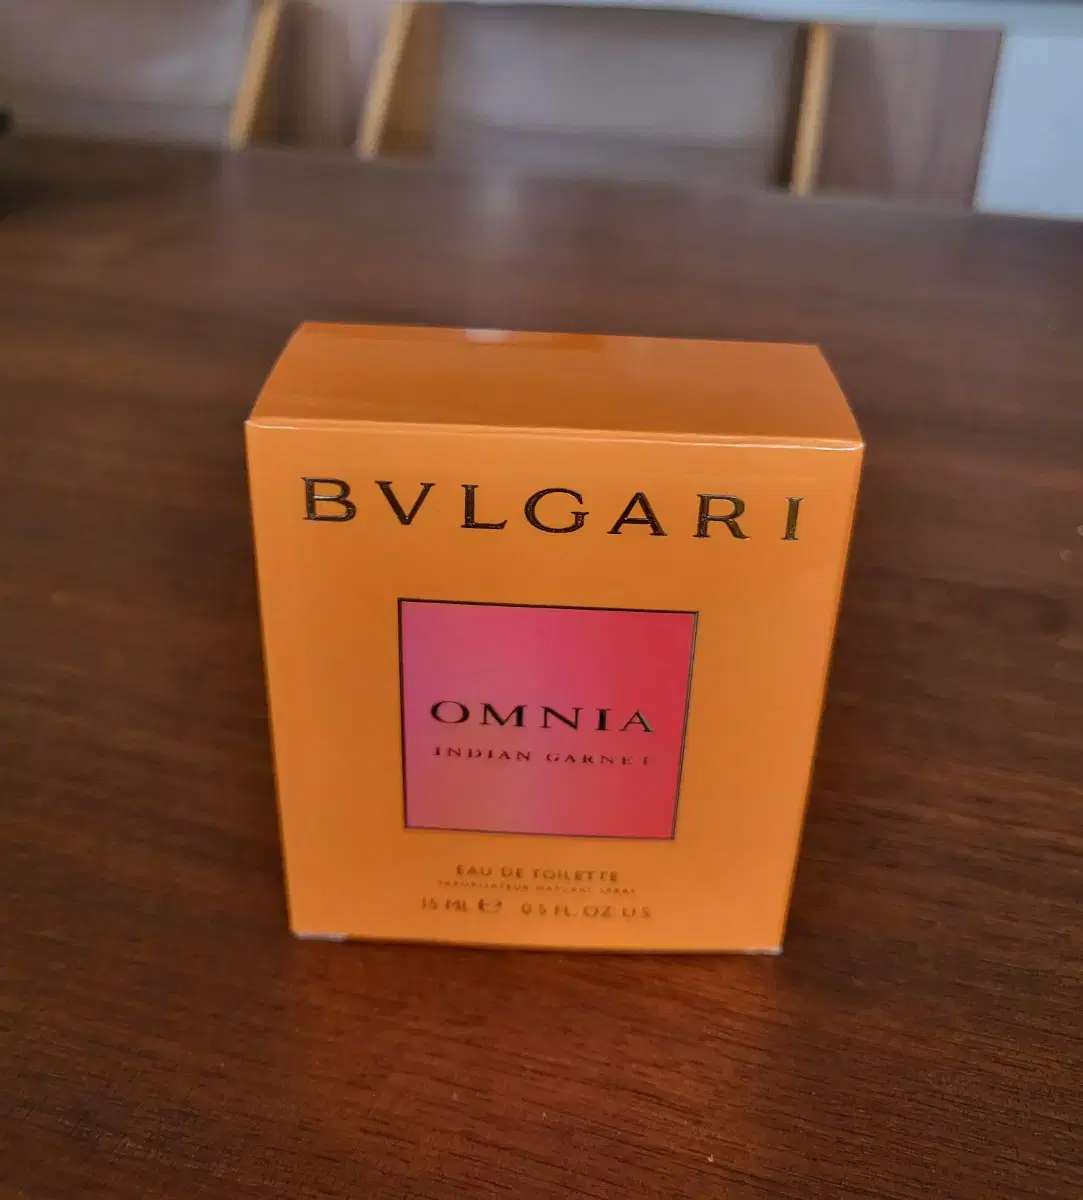 BVLGARI
OMNIA
INDIAN GARNET
EAU DE TOILETTE
VAPORISATEUR NATURAL SPRAY
15 ML ℮ 0.5 FL. OZ. U.S.